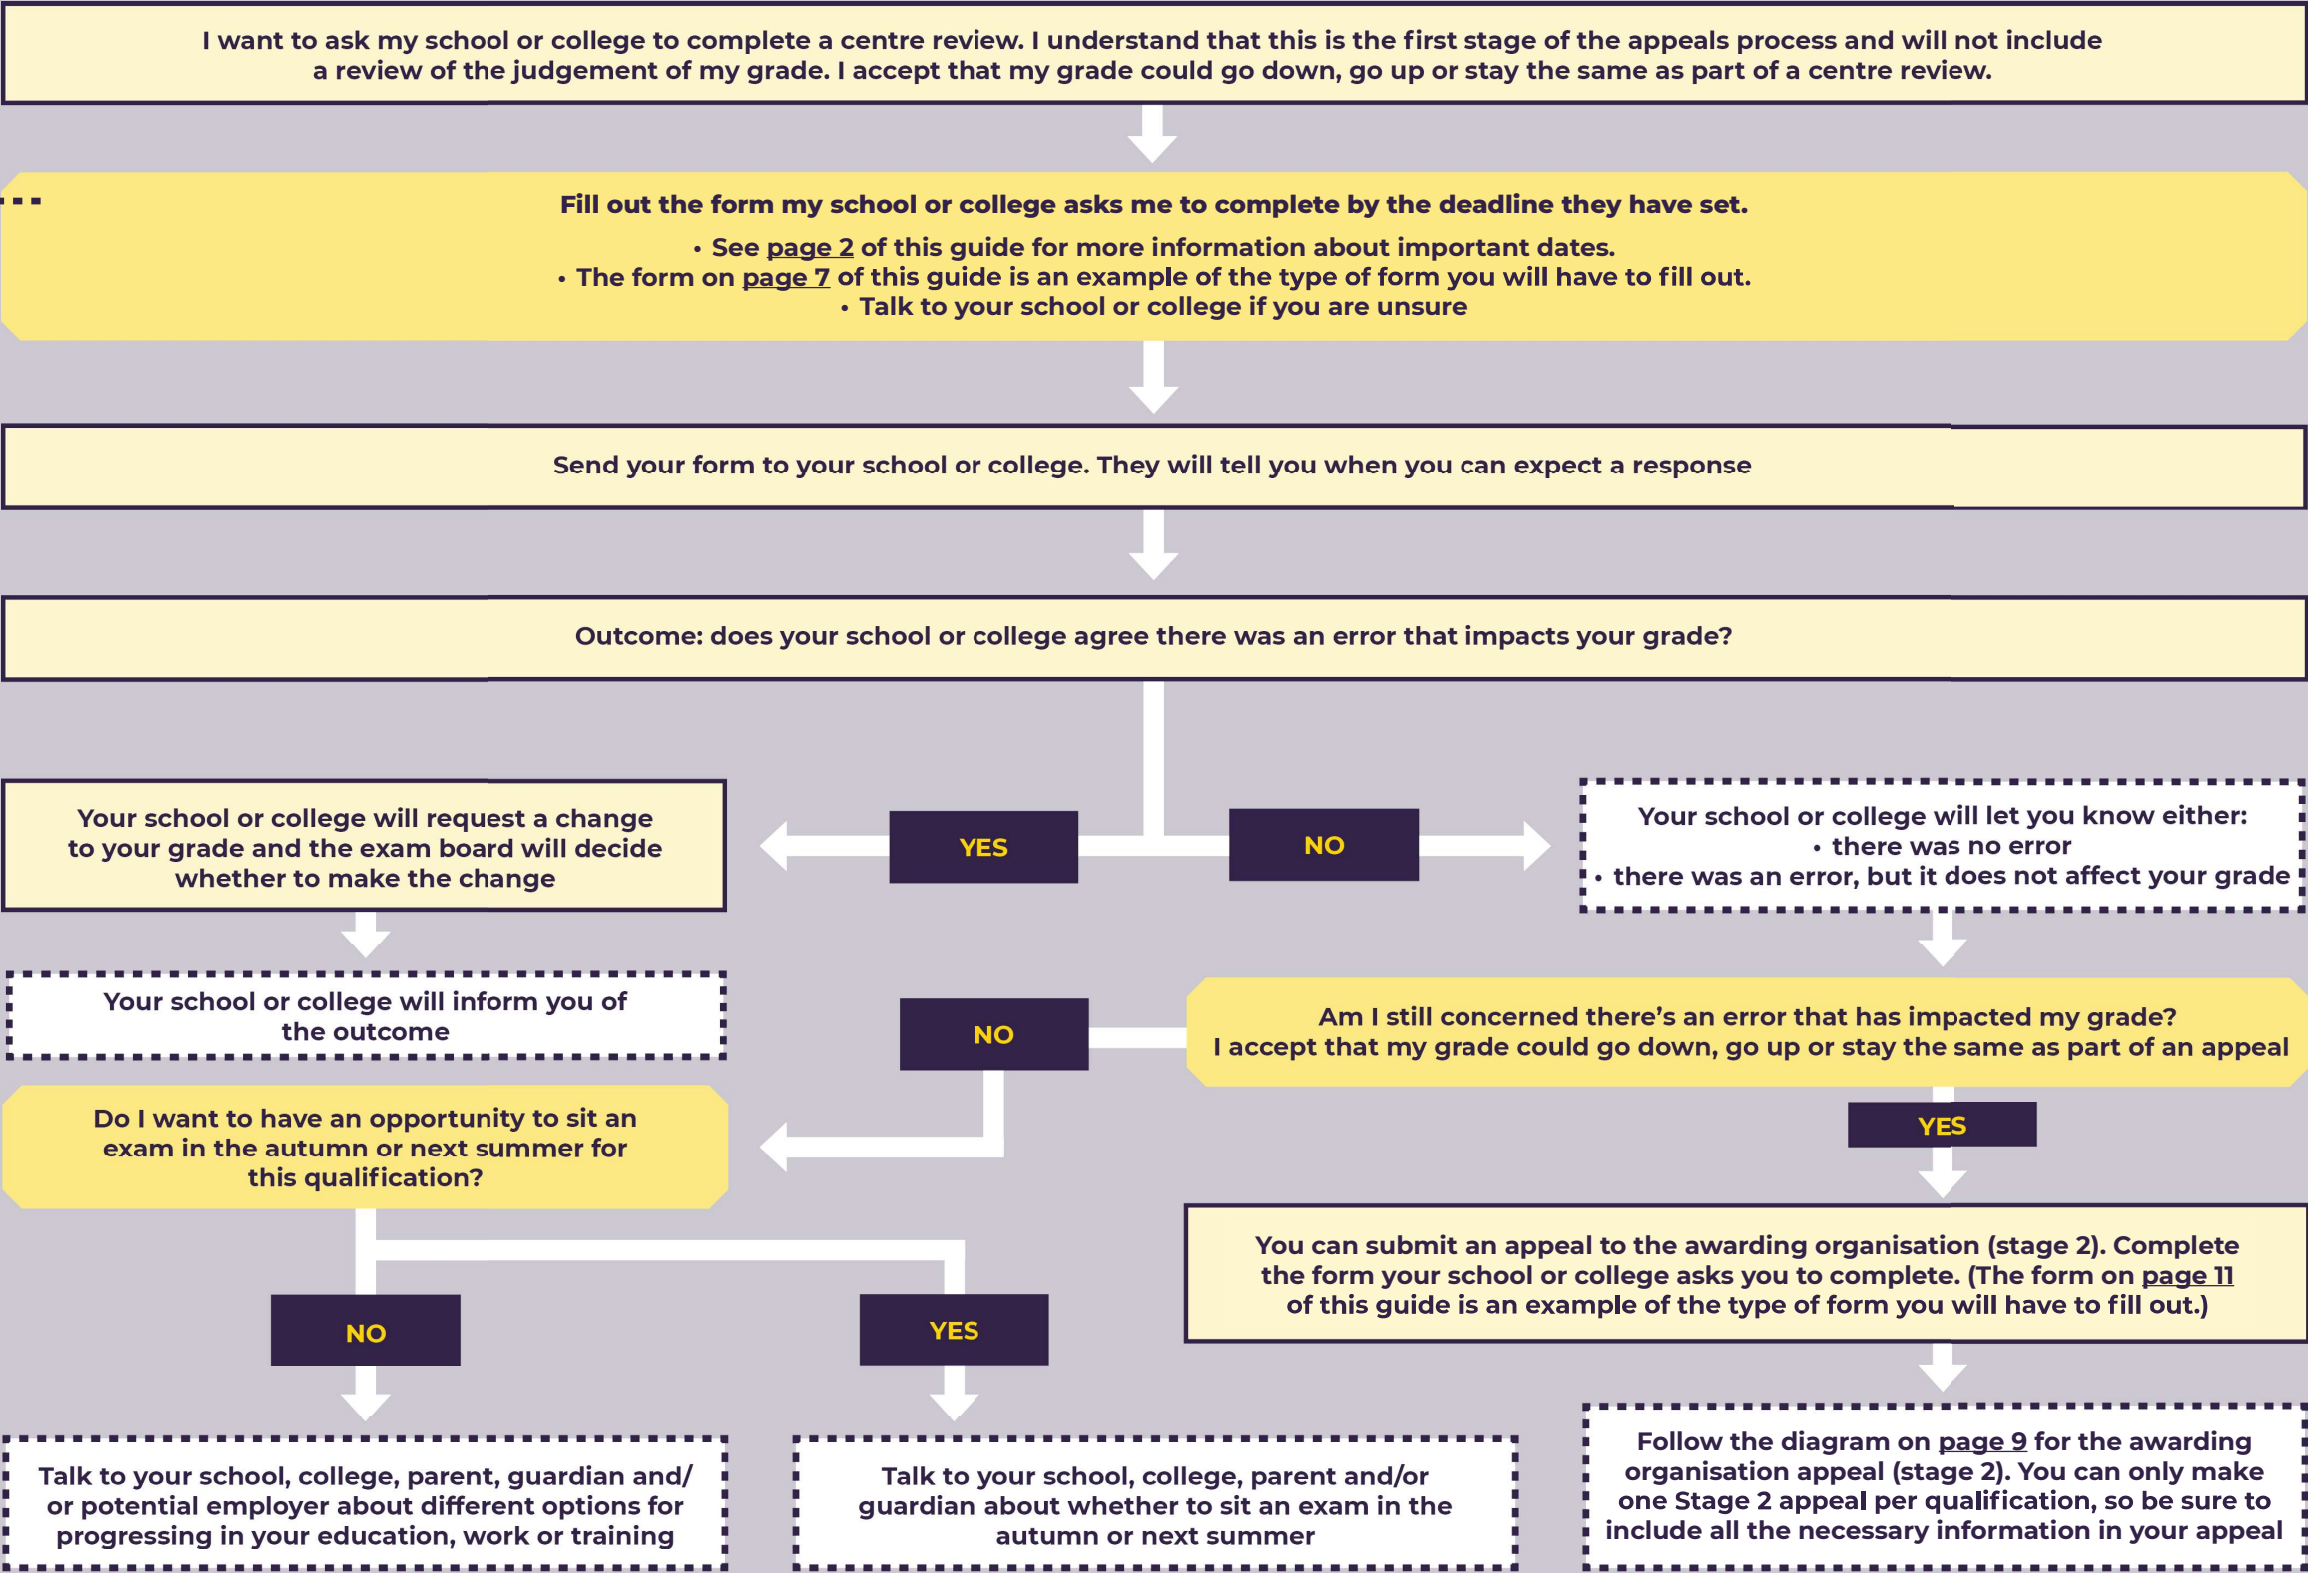 I want to ask my school or college to complete a centre review. I understand that this is the first stage of the appeals process and will not include
a review of the judgement of my grade. I accept that my grade could go down, go up or stay the same as part of a centre review.
Fill out the form my school or college asks me to complete by the deadline they have set.
• See page 2 of this guide for more information about important dates.
• The form on page 7 of this guide is an example of the type of form you will have to fill out.
• Talk to your school or college if you are unsure
Send your form to your school or college. They will tell you when you can expect a response
Outcome: does your school or college agree there was an error that impacts your grade?
Your school or college will request a change
to your grade and the exam board will decide
whether to make the change
YES
NO
Your school or college will let you know either:
• there was no error
• there was an error, but it does not affect your grade
Your school or college will inform you of
the outcome
NO
Am I still concerned there's an error that has impacted my grade?
I accept that my grade could go down, go up or stay the same as part of an appeal
Do I want to have an opportunity to sit an
exam in the autumn or next summer for
this qualification?
YES
You can submit an appeal to the awarding organisation (stage 2). Complete
the form your school or college asks you to complete. (The form on page 11
of this guide is an example of the type of form you will have to fill out.)
NO
YES
Talk to your school, college, parent, guardian and/
or potential employer about different options for
progressing in your education, work or training
Talk to your school, college, parent and/or
guardian about whether to sit an exam in the
autumn or next summer
Follow the diagram on page 9 for the awarding
organisation appeal (stage 2). You can only make
one Stage 2 appeal per qualification, so be sure to
include all the necessary information in your appeal